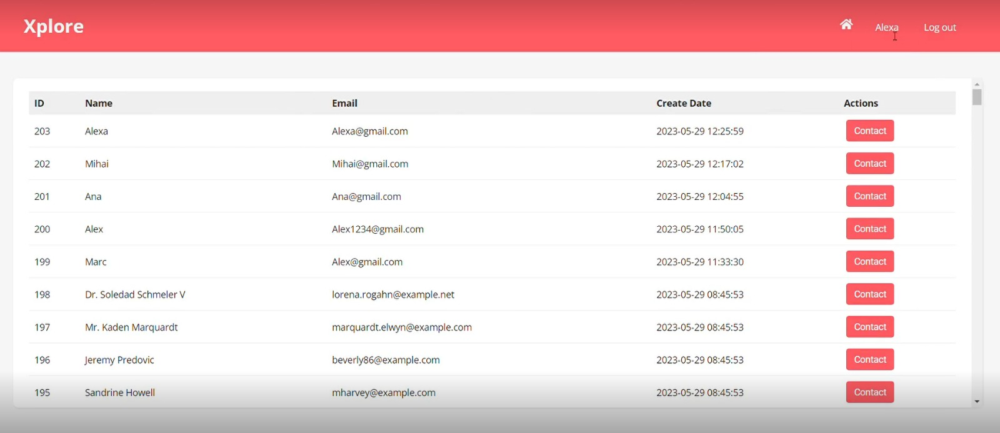 Xplore Alexa Log out
ID Name Email Create Date Actions
203 Alexa Alexa@gmail.com 2023-05-29 12:25:59 Contact
202 Mihai Mihai@gmail.com 2023-05-29 12:17:02 Contact
201 Ana Ana@gmail.com 2023-05-29 12:04:55 Contact
200 Alex Alex1234@gmail.com 2023-05-29 11:50:05 Contact
199 Marc Alex@gmail.com 2023-05-29 11:33:30 Contact
198 Dr. Soledad Schmeler V lorena.rogahn@example.net 2023-05-29 08:45:53 Contact
197 Mr. Kaden Marquardt marquardt.elwyn@example.com 2023-05-29 08:45:53 Contact
196 Jeremy Predovic beverly86@example.com 2023-05-29 08:45:53 Contact
195 Sandrine Howell mharvey@example.com 2023-05-29 08:45:53 Contact